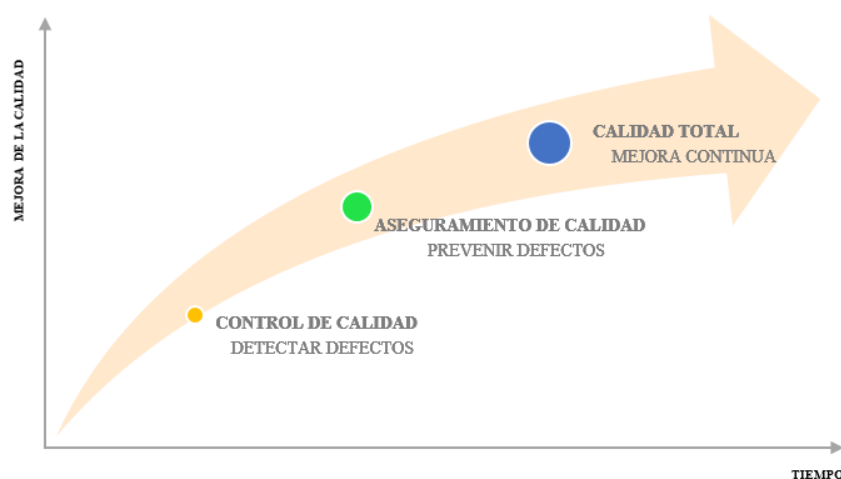 MEJORA DE LA CALIDAD
CALIDAD TOTAL
MEJORA CONTINUA
ASEGURAMIENTO DE CALIDAD
PREVENIR DEFECTOS
CONTROL DE CALIDAD
DETECTAR DEFECTOS
TIEMPO